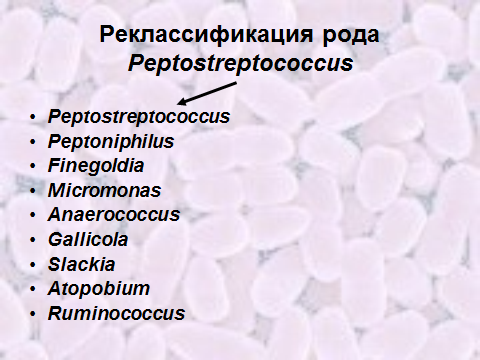 Реклассификация рода
Peptostreptococcus
• Peptostreptococcus
• Peptoniphilus
• Finegoldia
• Micromonas
• Anaerococcus
• Gallicola
• Slackia
• Atopobium
• Ruminococcus